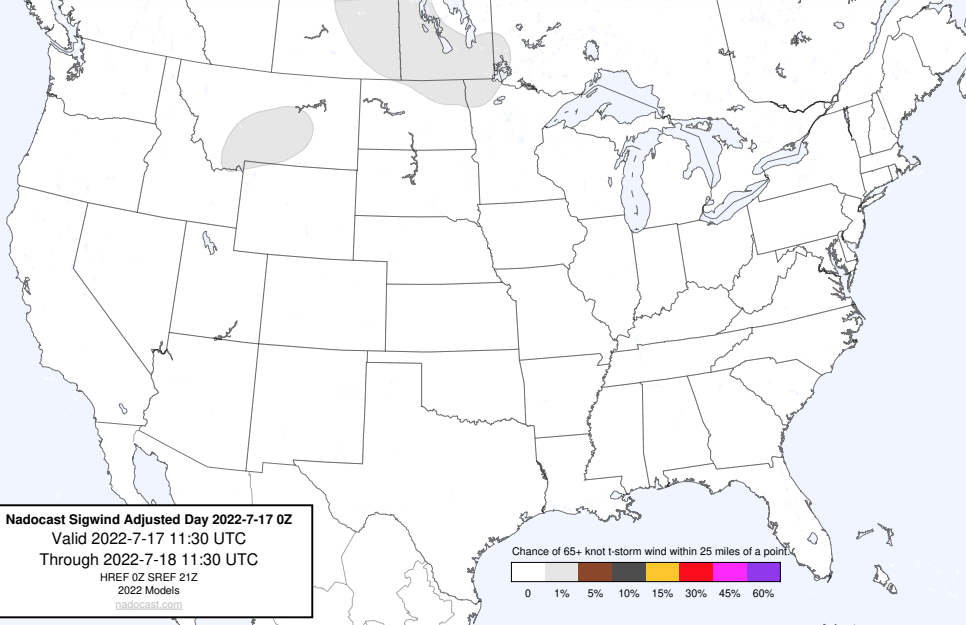 Nadocast Sigwind Adjusted Day 2022-7-17 0Z
Valid 2022-7-17 11:30 UTC
Through 2022-7-18 11:30 UTC
HREF 0Z SREF 21Z
2022 Models
nadocast.com
Chance of 65+ knot t-storm wind within 25 miles of a point.
0 1% 5% 10% 15% 30% 45% 60%